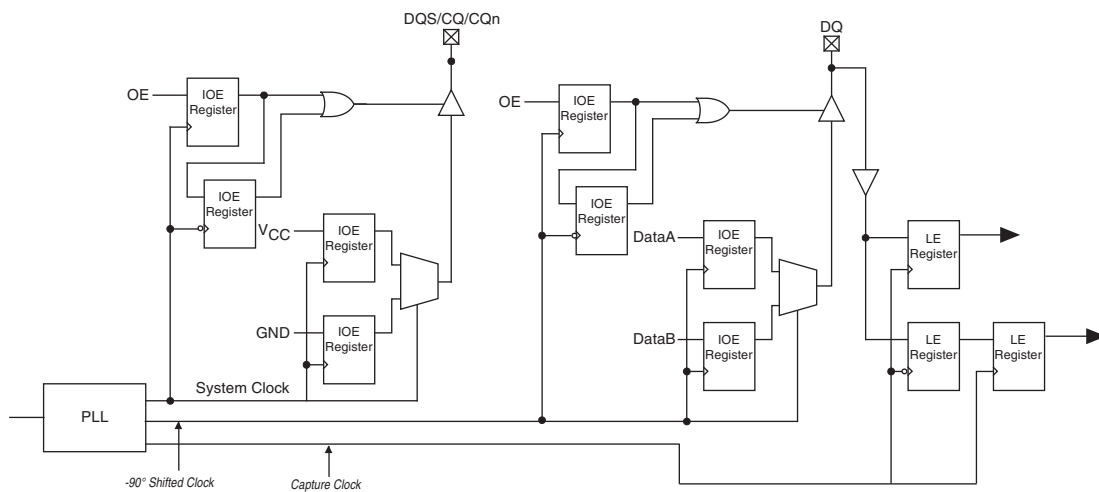 DQS/CQ/CQn
DQ
OE
IOE
Register
IOE
Register
VCC
IOE
Register
GND
IOE
Register
System Clock
PLL
-90° Shifted Clock
Capture Clock
OE
IOE
Register
IOE
Register
DataA
IOE
Register
DataB
IOE
Register
LE
Register
LE
Register
LE
Register